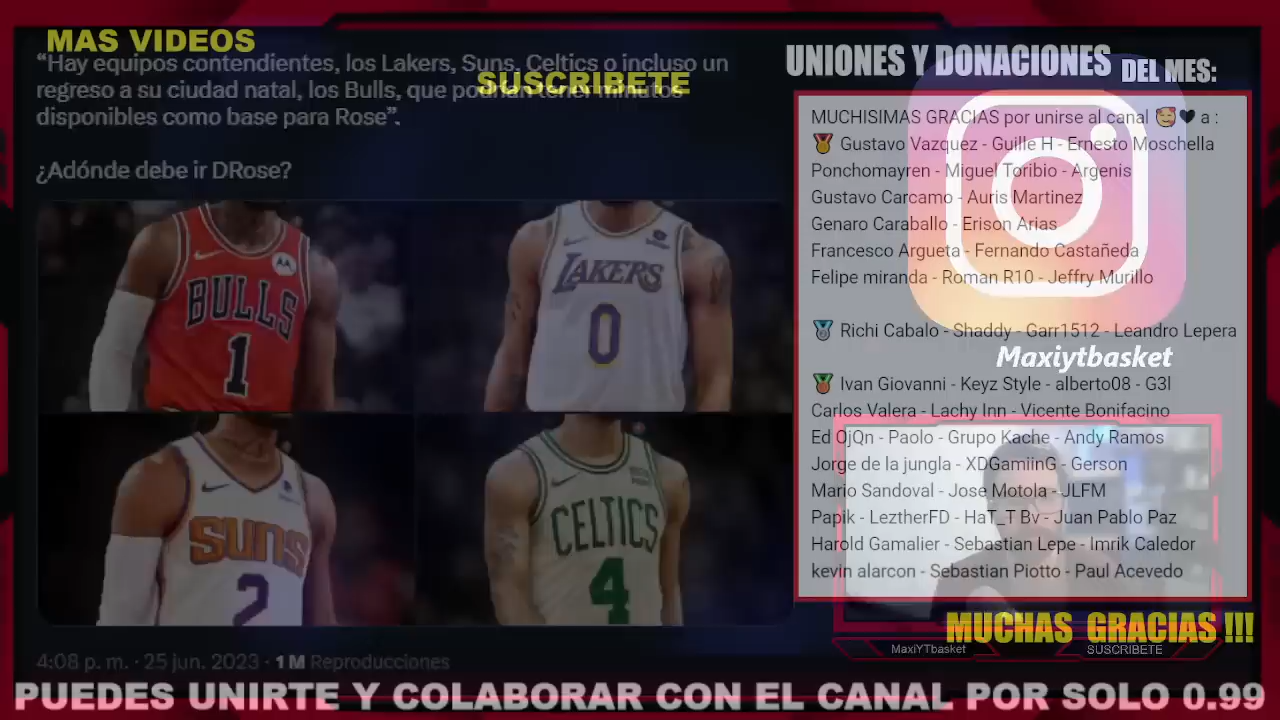 MAS VIDEOS
“Hay equipos contendientes, los Lakers, Suns, Celtics o incluso un
regreso a su ciudad natal, los Bulls, que podrían tener minutos
disponibles como base para Rose”.
SUSCRIBETE
¿Adónde debe ir DRose?
BULLS
1
LAKERS
0
SUNS
2
CELTICS
4
4:08 p. m. · 25 jun. 2023 · 1 M Reproducciones
UNIONES Y DONACIONES DEL MES:
MUCHISIMAS GRACIAS por unirse al canal 🥰🖤 a :
🏅 Gustavo Vazquez - Guille H - Ernesto Moschella
Ponchomayren - Miguel Toribio - Argenis
Gustavo Carcamo - Auris Martinez
Genaro Caraballo - Erison Arias
Francesco Argueta - Fernando Castañeda
Felipe miranda - Roman R10 - Jeffry Murillo
🥈 Richi Cabalo - Shaddy - Garr1512 - Leandro Lepera
Maxiytbasket
🥉 Ivan Giovanni - Keyz Style - alberto08 - G3l
Carlos Valera - Lachy Inn - Vicente Bonifacino
Ed OjQn - Paolo - Grupo Kache - Andy Ramos
Jorge de la jungla - XDGamiinG - Gerson
Mario Sandoval - Jose Motola - JLFM
Papik - LeztherFD - HaT_T Bv - Juan Pablo Paz
Harold Gamalier - Sebastian Lepe - Imrik Caledor
kevin alarcon - Sebastian Piotto - Paul Acevedo
MUCHAS GRACIAS !!!
MaxiYTbasket
SUSCRIBETE
PUEDES UNIRTE Y COLABORAR CON EL CANAL POR SOLO 0.99